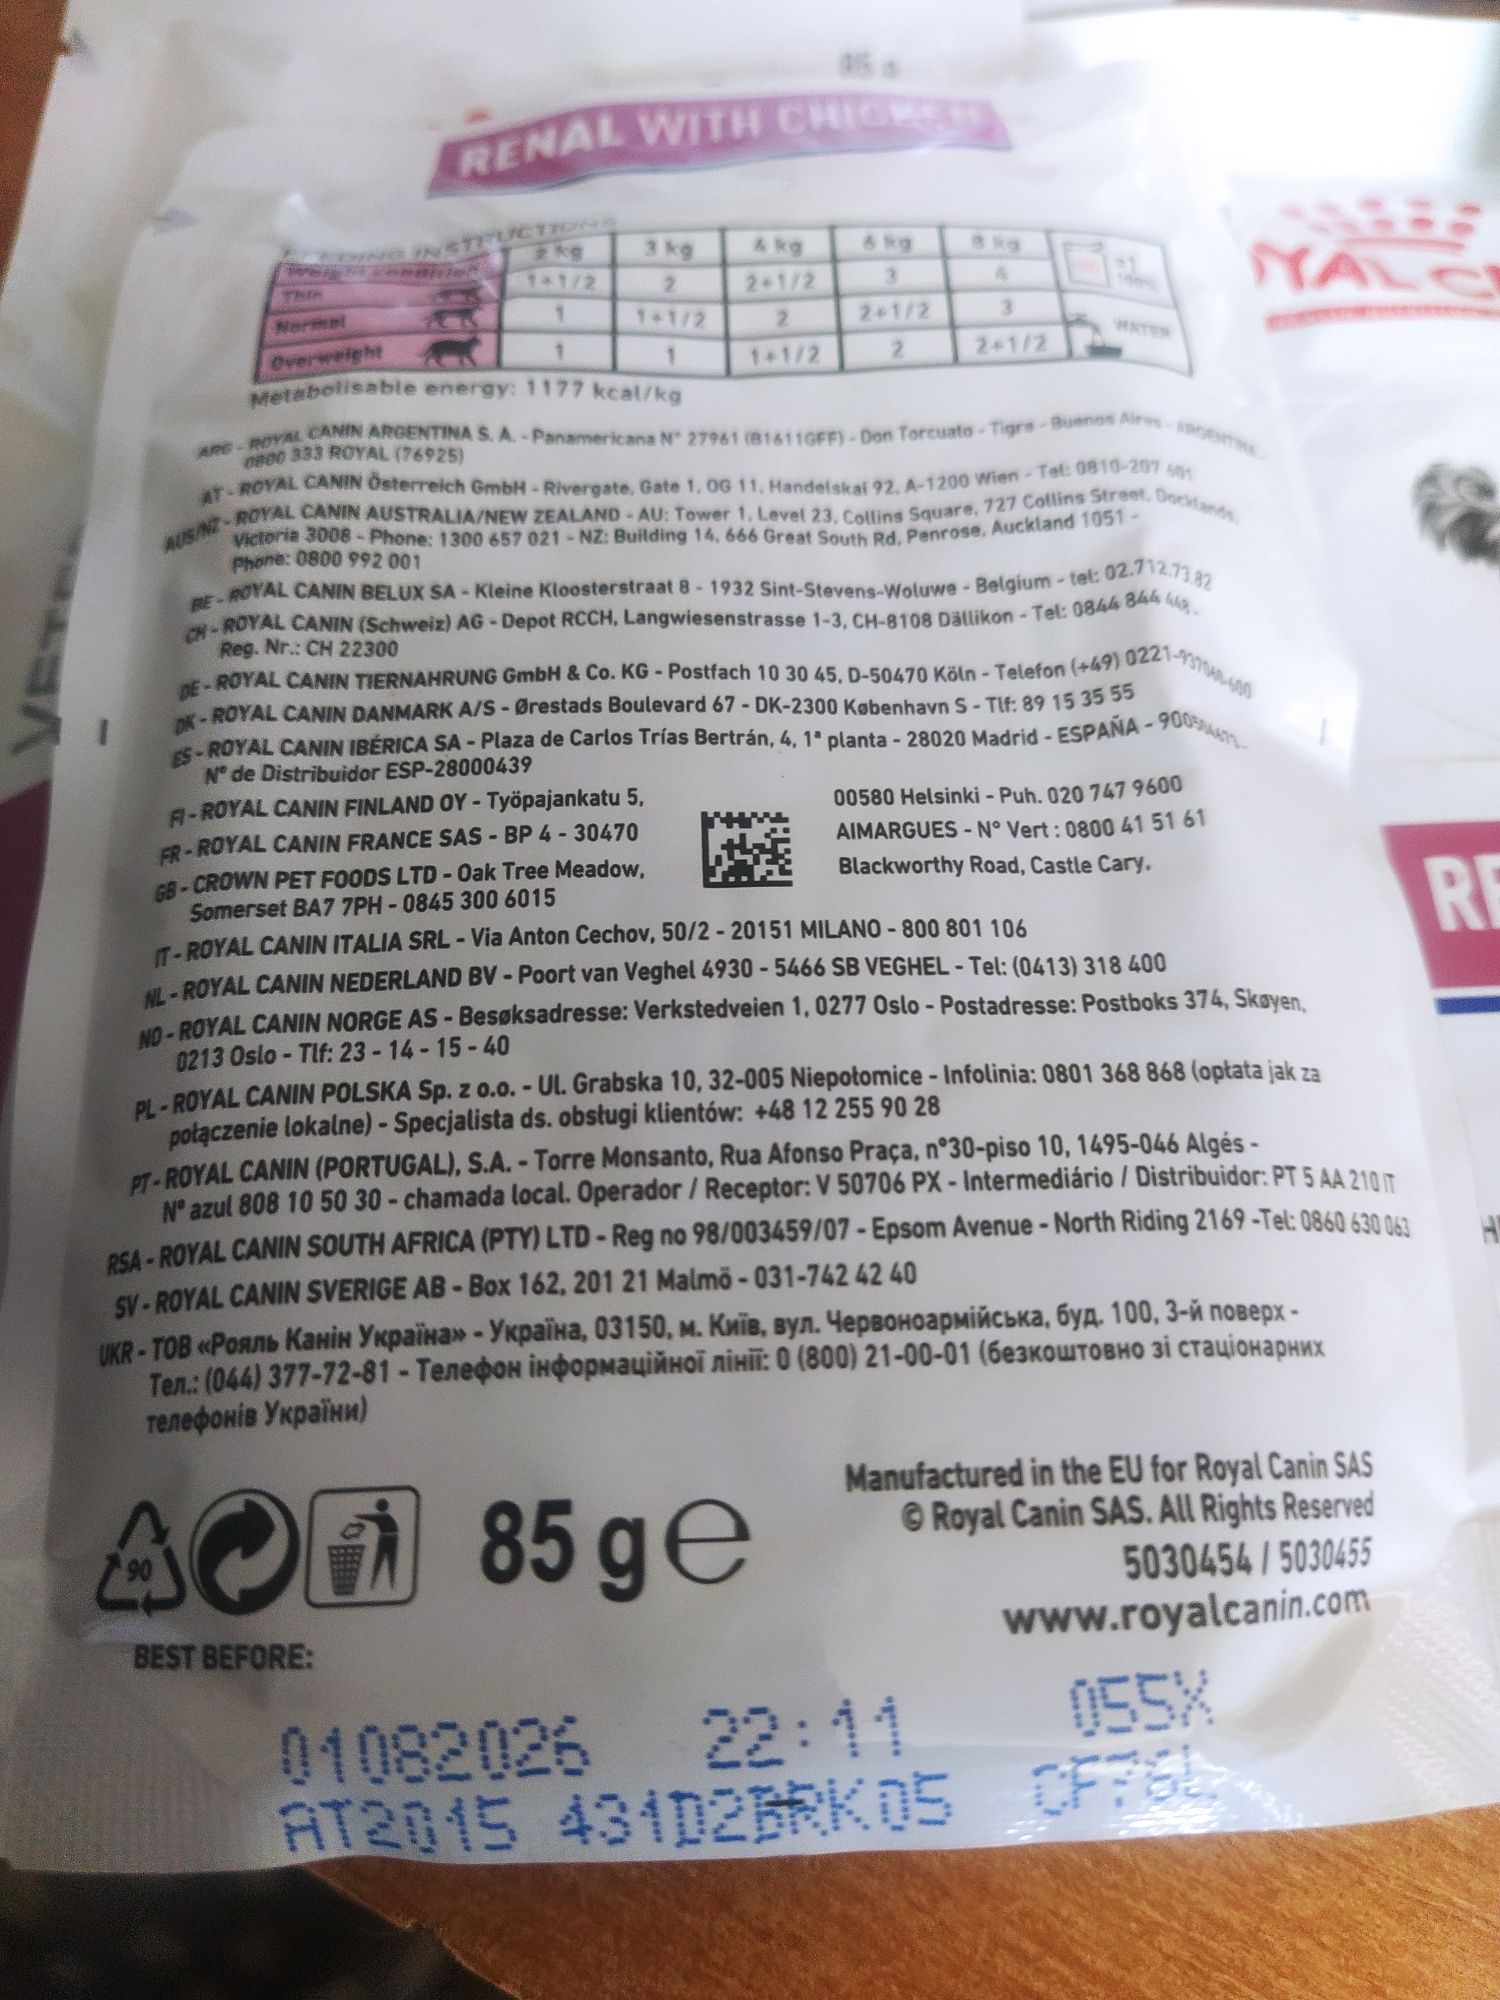 85 g
RENAL WITH CHICKEN
FEEDING INSTRUCTIONS
Weight condition 2 kg 3 kg 4 kg 6 kg 8 kg
Thin 1+1/2 2 2+1/2 3 4
Normal 1 1+1/2 2 2+1/2 3 WATER
Overweight 1 1 1+1/2 2 2+1/2
Metabolisable energy: 1177 kcal/kg
ARG - ROYAL CANIN ARGENTINA S. A. - Panamericana N° 27961 (B1611GFF) - Don Torcuato - Tigre - Buenos Aires - ARGENTINA
0800 333 ROYAL (76925)
AT - ROYAL CANIN Österreich GmbH - Rivergate, Gate 1, OG 11, Handelskai 92, A-1200 Wien - Tel: 0810-207 601
AUS/NZ - ROYAL CANIN AUSTRALIA/NEW ZEALAND - AU: Tower 1, Level 23, Collins Square, 727 Collins Street, Docklands,
Victoria 3008 - Phone: 1300 657 021 - NZ: Building 14, 666 Great South Rd, Penrose, Auckland 1051 -
Phone: 0800 992 001
BE - ROYAL CANIN BELUX SA - Kleine Kloosterstraat 8 - 1932 Sint-Stevens-Woluwe - Belgium - tel: 02.712.73.82
CH - ROYAL CANIN (Schweiz) AG - Depot RCCH, Langwiesenstrasse 1-3, CH-8108 Dällikon - Tel: 0844 844 448 -
Reg. Nr.: CH 22300
DE - ROYAL CANIN TIERNAHRUNG GmbH & Co. KG - Postfach 10 30 45, D-50470 Köln - Telefon (+49) 0221-937060-600
DK - ROYAL CANIN DANMARK A/S - Ørestads Boulevard 67 - DK-2300 København S - Tlf: 89 15 35 55
ES - ROYAL CANIN IBÉRICA SA - Plaza de Carlos Trías Bertrán, 4, 1ª planta - 28020 Madrid - ESPAÑA -
N° de Distribuidor ESP-28000439
FI - ROYAL CANIN FINLAND OY - Työpajankatu 5, 00580 Helsinki - Puh. 020 747 9600
FR - ROYAL CANIN FRANCE SAS - BP 4 - 30470 AIMARGUES - N° Vert : 0800 41 51 61
GB - CROWN PET FOODS LTD - Oak Tree Meadow, Blackworthy Road, Castle Cary,
Somerset BA7 7PH - 0845 300 6015
IT - ROYAL CANIN ITALIA SRL - Via Anton Cechov, 50/2 - 20151 MILANO - 800 801 106
NL - ROYAL CANIN NEDERLAND BV - Poort van Veghel 4930 - 5466 SB VEGHEL - Tel: (0413) 318 400
NO - ROYAL CANIN NORGE AS - Besøksadresse: Verkstedveien 1, 0277 Oslo - Postadresse: Postboks 374, Skøyen,
0213 Oslo - Tlf: 23 - 14 - 15 - 40
PL - ROYAL CANIN POLSKA Sp. z o.o. - Ul. Grabska 10, 32-005 Niepołomice - Infolinia: 0801 368 868 (opłata jak za
połączenie lokalne) - Specjalista ds. obsługi klientów: +48 12 255 90 28
PT - ROYAL CANIN (PORTUGAL), S.A. - Torre Monsanto, Rua Afonso Praça, n°30-piso 10, 1495-046 Algés -
N° azul 808 10 50 30 - chamada local. Operador / Receptor: V 50706 PX - Intermediário / Distribuidor: PT 5 AA 210 IT
RSA - ROYAL CANIN SOUTH AFRICA (PTY) LTD - Reg no 98/003459/07 - Epsom Avenue - North Riding 2169 -Tel: 0860 630 063
SV - ROYAL CANIN SVERIGE AB - Box 162, 201 21 Malmö - 031-742 42 40
UKR - ТОВ «Рояль Канін Україна» - Україна, 03150, м. Київ, вул. Червоноармійська, буд. 100, 3-й поверх -
Тел.: (044) 377-72-81 - Телефон інформаційної лінії: 0 (800) 21-00-01 (безкоштовно зі стаціонарних
телефонів України)
Manufactured in the EU for Royal Canin SAS
© Royal Canin SAS. All Rights Reserved
5030454 / 5030455
www.royalcanin.com
90
85 g e
BEST BEFORE:
01082026 22:11 055X
AT2015 431D2BRK05